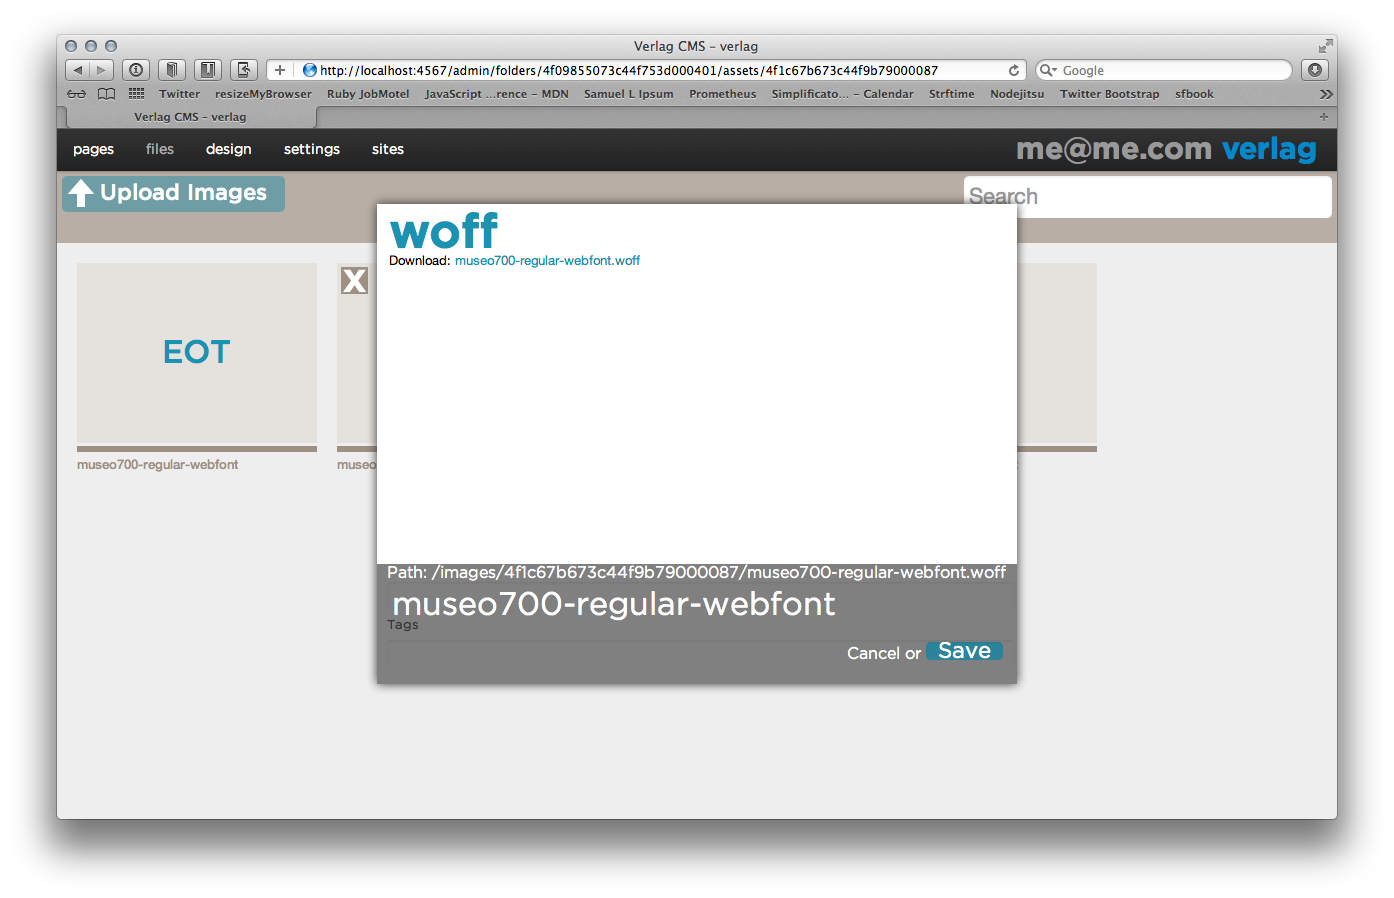 Verlag CMS – verlag
http://localhost:4567/admin/folders/4f09855073c44f753d000401/assets/4f1c67b673c44f9b79000087
Google
Twitter resizeMyBrowser Ruby JobMotel JavaScript ...rence – MDN Samuel L Ipsum Prometheus Simplificato... – Calendar Strftime Nodejitsu Twitter Bootstrap sfbook
Verlag CMS – verlag
pages files design settings sites me@me.com verlag
Upload Images
Search
woff
Download: museo700-regular-webfont.woff
X
EOT
museo700-regular-webfont
museo
Path: /images/4f1c67b673c44f9b79000087/museo700-regular-webfont.woff
museo700-regular-webfont
Tags
Cancel or Save